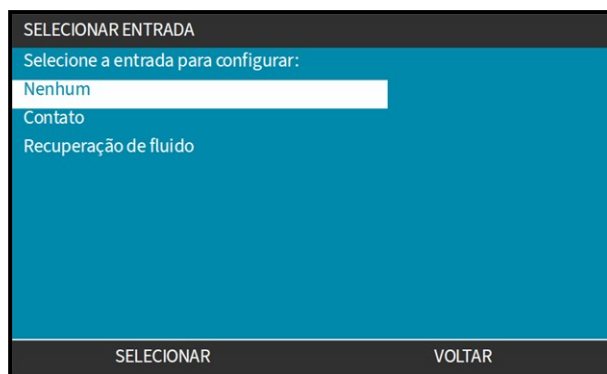 SELECIONAR ENTRADA
Selecione a entrada para configurar:
Nenhum
Contato
Recuperação de fluido
SELECIONAR VOLTAR